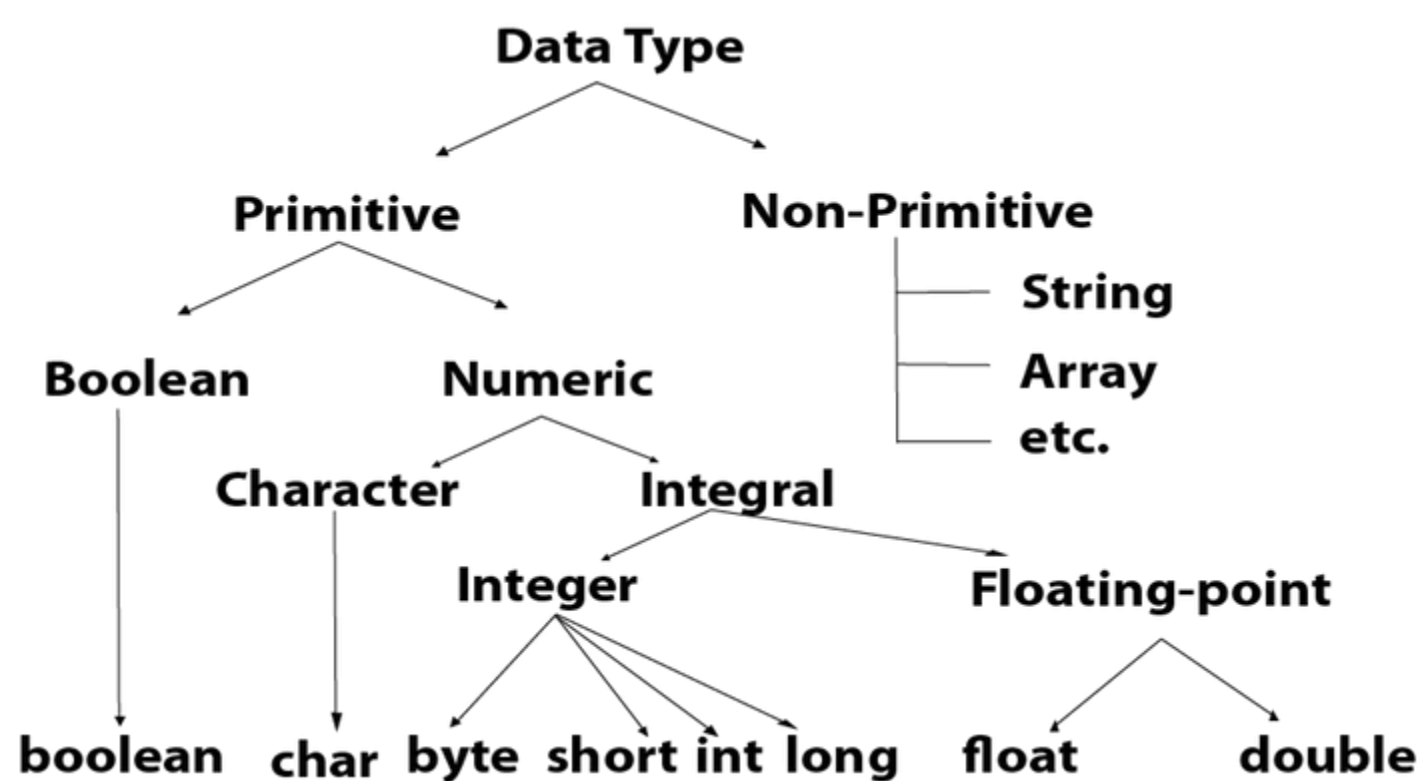 Data Type
Primitive
Non-Primitive
String
Boolean
Numeric
Array
etc.
Character
Integral
Integer
Floating-point
boolean
char
byte
short
int
long
float
double